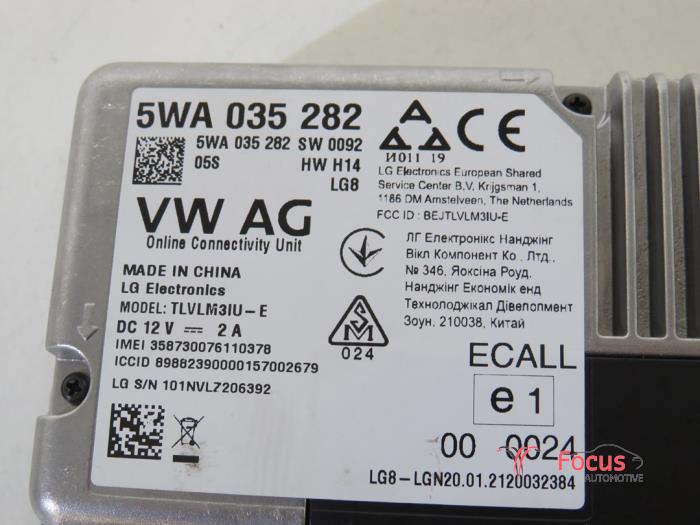 5WA 035 282
5WA 035 282 SW 0092
05S HW H14
LG8
VW AG
Online Connectivity Unit
MADE IN CHINA
LG Electronics
MODEL: TLVLM3IU-E
DC 12 V ⎓ 2 A
IMEI 358730076110378
ICCID 89882390000157002679
LG S/N 101NVLZ206392
A
И011 19
CE
LG Electronics European Shared
Service Center B.V, Krijgsman 1,
1186 DM Amstelveen, The Netherlands
FCC ID : BEJTLVLM3IU-E
ЛГ Електронікс Нанджінг
Вікл Компонент Ко . Лтд.,
№ 346, Яоксіна Роуд,
Нанджінг Економік енд
Технолоджікал Дівелопмент
Зоун, 210038, Китай
S M
024
ECALL
e 1
00 0024
LG8-LGN20.01.2120032384
Focus
AUTOMOTIVE